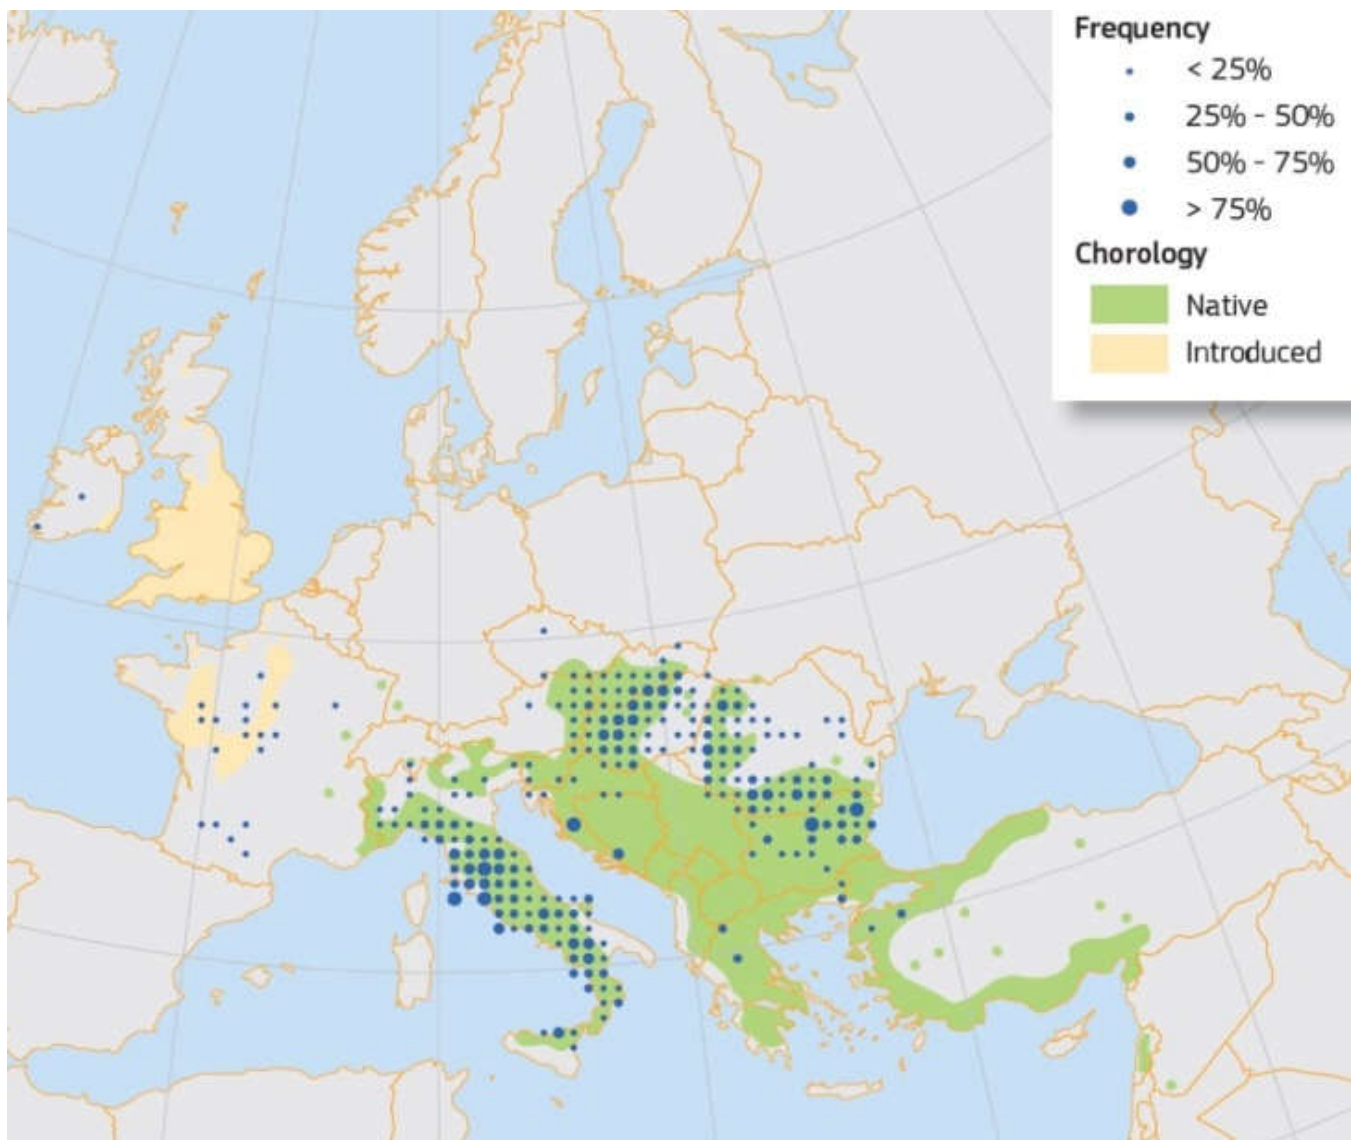 Frequency
< 25%
25% - 50%
50% - 75%
> 75%
Chorology
Native
Introduced